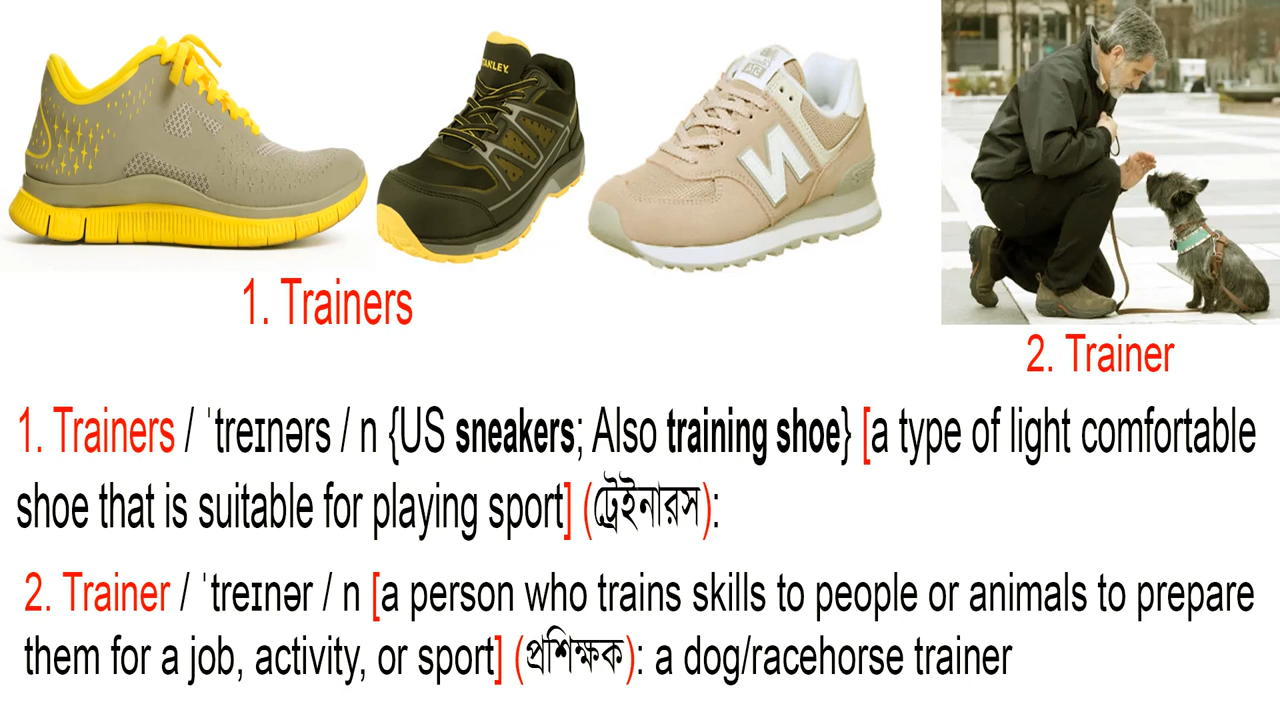 STANLEY
N
1. Trainers
2. Trainer
1. Trainers / ˈtreɪnərs / n {US sneakers; Also training shoe} [a type of light comfortable
shoe that is suitable for playing sport] (ট্রেইনারস):
2. Trainer / ˈtreɪnər / n [a person who trains skills to people or animals to prepare
them for a job, activity, or sport] (প্রশিক্ষক): a dog/racehorse trainer